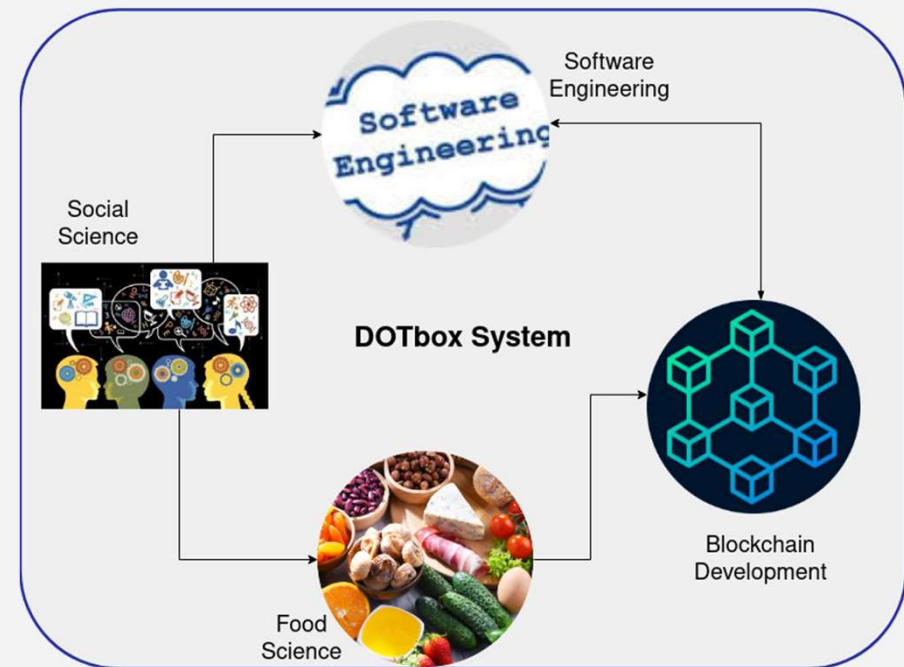 Software
Engineering
Software
Engineering
Social
Science
DOTbox System
Blockchain
Development
Food
Science